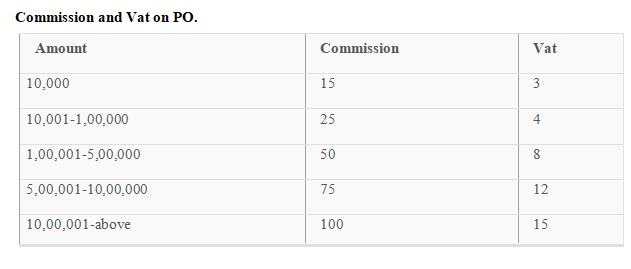 Commission and Vat on PO.
Amount Commission Vat
10,000 15 3
10,001-1,00,000 25 4
1,00,001-5,00,000 50 8
5,00,001-10,00,000 75 12
10,00,001-above 100 15